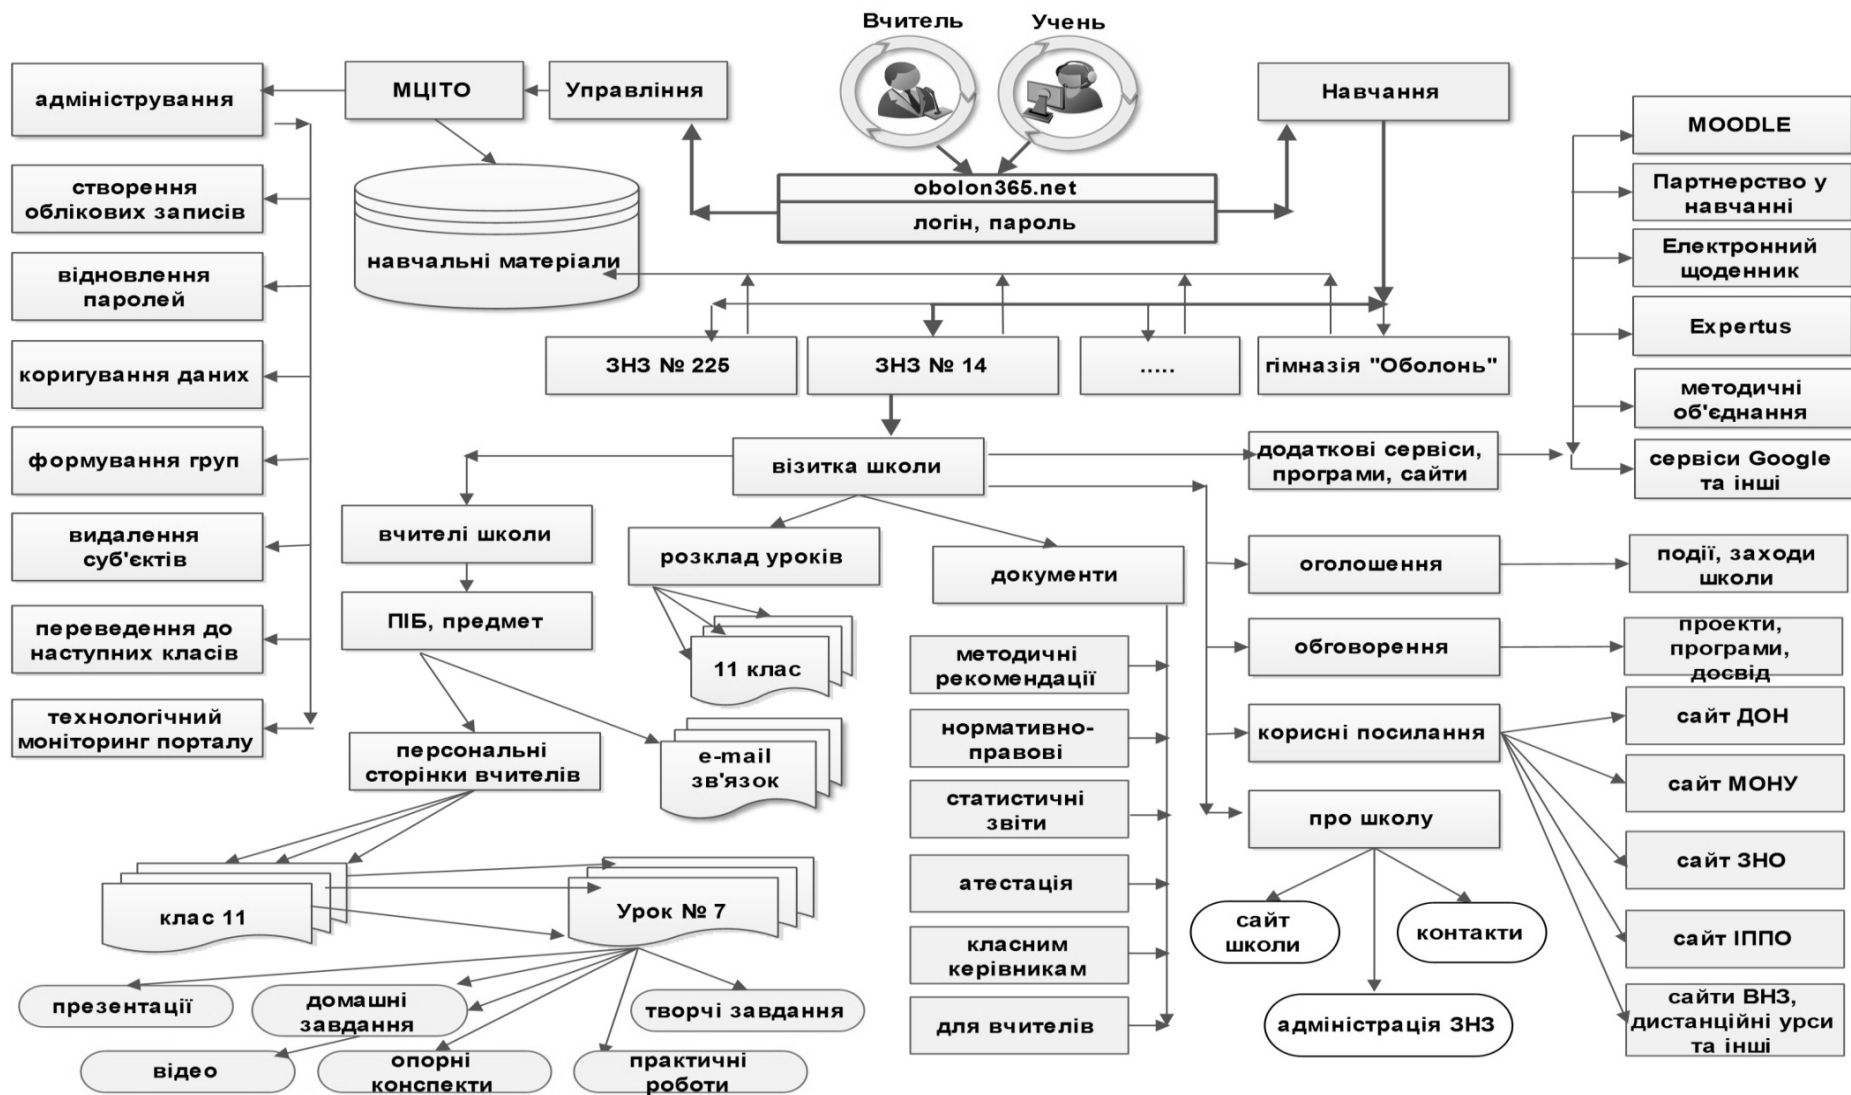 Вчитель
Учень
адміністрування
МЦІТО
Управління
Навчання
MOODLE
obolon365.net
логін, пароль
створення
облікових записів
Партнерство у
навчанні
навчальні матеріали
відновлення
паролей
Електронний
щоденник
ЗНЗ № 225
ЗНЗ № 14
.....
гімназія "Оболонь"
Expertus
коригування даних
методичні
об'єднання
формування груп
візитка школи
додаткові сервіси,
програми, сайти
сервіси Google
та інші
видалення
суб'єктів
вчителі школи
розклад уроків
документи
оголошення
події, заходи
школи
переведення до
наступних класів
ПІБ, предмет
11 клас
методичні
рекомендації
обговорення
проекти,
програми,
досвід
технологічний
моніторинг порталу
персональні
сторінки вчителів
e-mail
зв'язок
нормативно-
правові
корисні посилання
сайт ДОН
сайт МОНУ
статистичні
звіти
про школу
сайт ЗНО
клас 11
Урок № 7
атестація
сайт
школи
контакти
сайт ІППО
класним
керівникам
презентації
домашні
завдання
творчі завдання
для вчителів
адміністрація ЗНЗ
сайти ВНЗ,
дистанційні урси
та інші
відео
опорні
конспекти
практичні
роботи